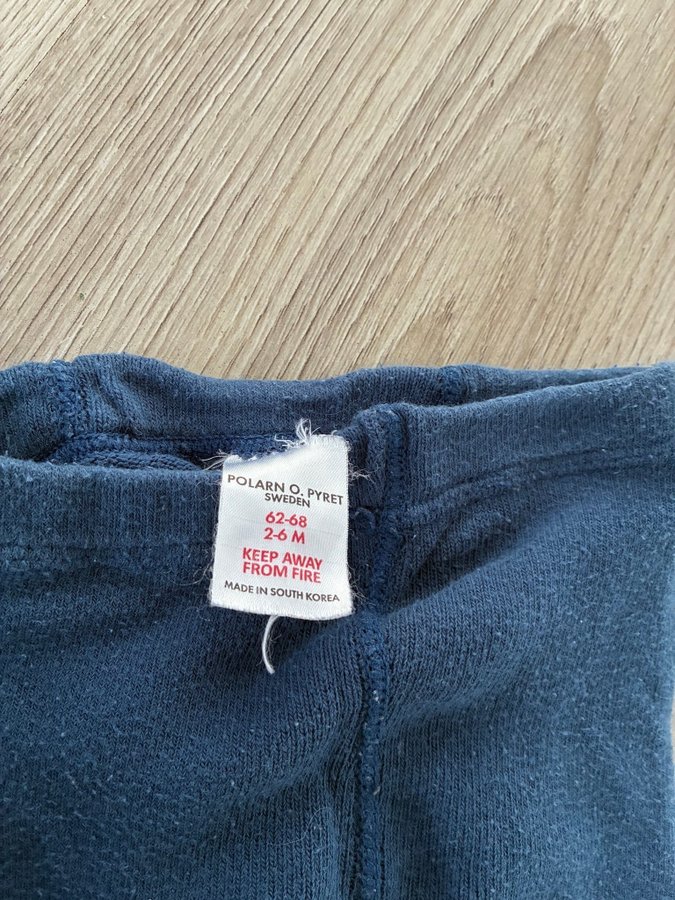 POLARN O. PYRET
SWEDEN
62-68
2-6 M
KEEP AWAY
FROM FIRE
MADE IN SOUTH KOREA